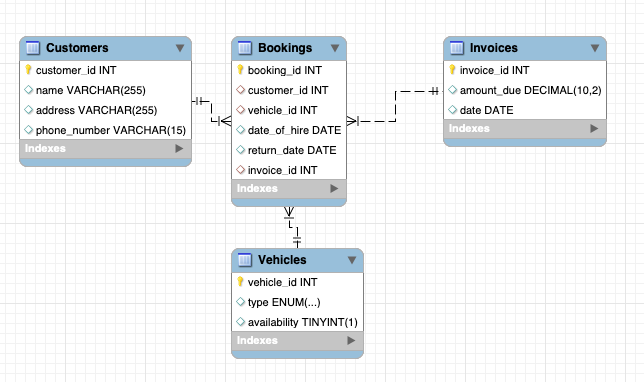 Customers
customer_id INT
name VARCHAR(255)
address VARCHAR(255)
phone_number VARCHAR(15)
Indexes
Bookings
booking_id INT
customer_id INT
vehicle_id INT
date_of_hire DATE
return_date DATE
invoice_id INT
Indexes
Invoices
invoice_id INT
amount_due DECIMAL(10,2)
date DATE
Indexes
Vehicles
vehicle_id INT
type ENUM(...)
availability TINYINT(1)
Indexes